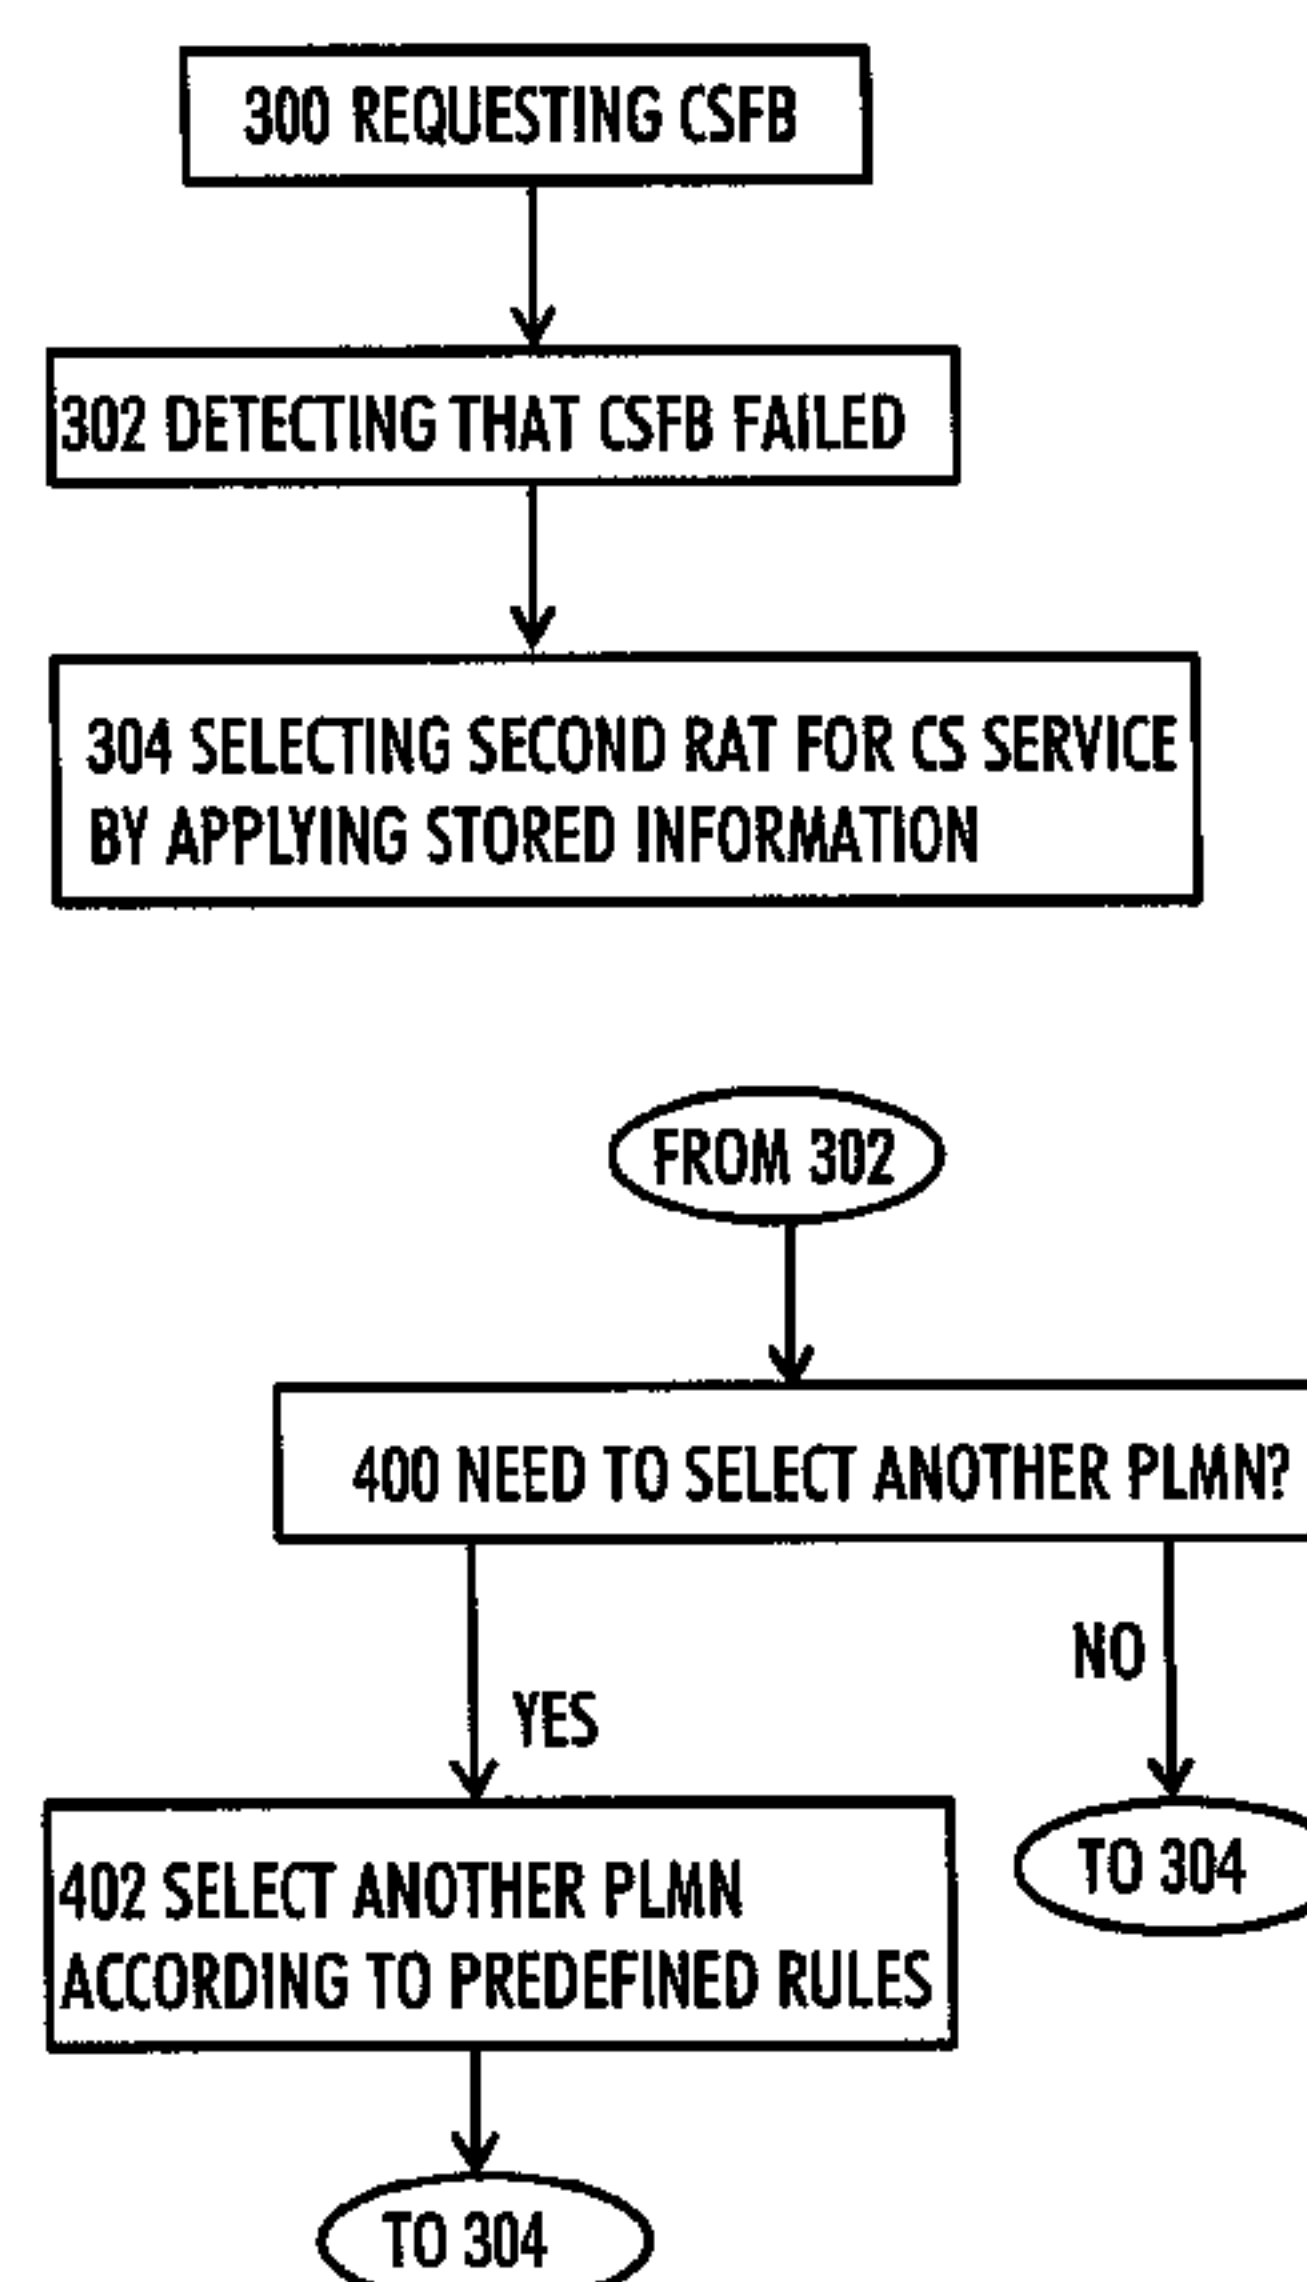 300 REQUESTING CSFB
302 DETECTING THAT CSFB FAILED
304 SELECTING SECOND RAT FOR CS SERVICE
BY APPLYING STORED INFORMATION
FROM 302
400 NEED TO SELECT ANOTHER PLMN?
NO
YES
402 SELECT ANOTHER PLMN
ACCORDING TO PREDEFINED RULES
TO 304
TO 304